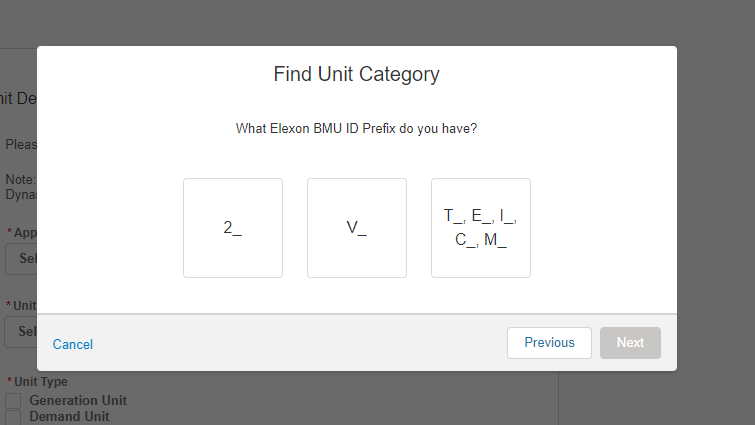 Find Unit Category
nit De
What Elexon BMU ID Prefix do you have?
Pleas
Note:
Dyna
2_
V_
T_, E_, I_,
C_, M_
* App
Sel
* Unit
Sel
Cancel
Previous
Next
* Unit Type
Generation Unit
Demand Unit